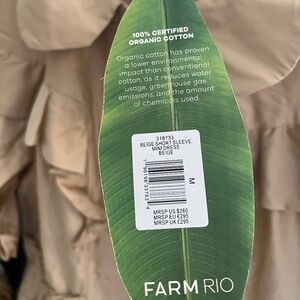 100% CERTIFIED
ORGANIC COTTON
Organic cotton has proven
a lower environmental
impact than conventional
cotton, as it reduces water
usage, greenhouse gas
emissions, and the amount
of chemicals used.
318733
BEIGE SHORT SLEEVE
MINI DRESS
BEIGE
M
MRSP US $260
MRSP EU €295
MRSP UK £295
FARM RIO